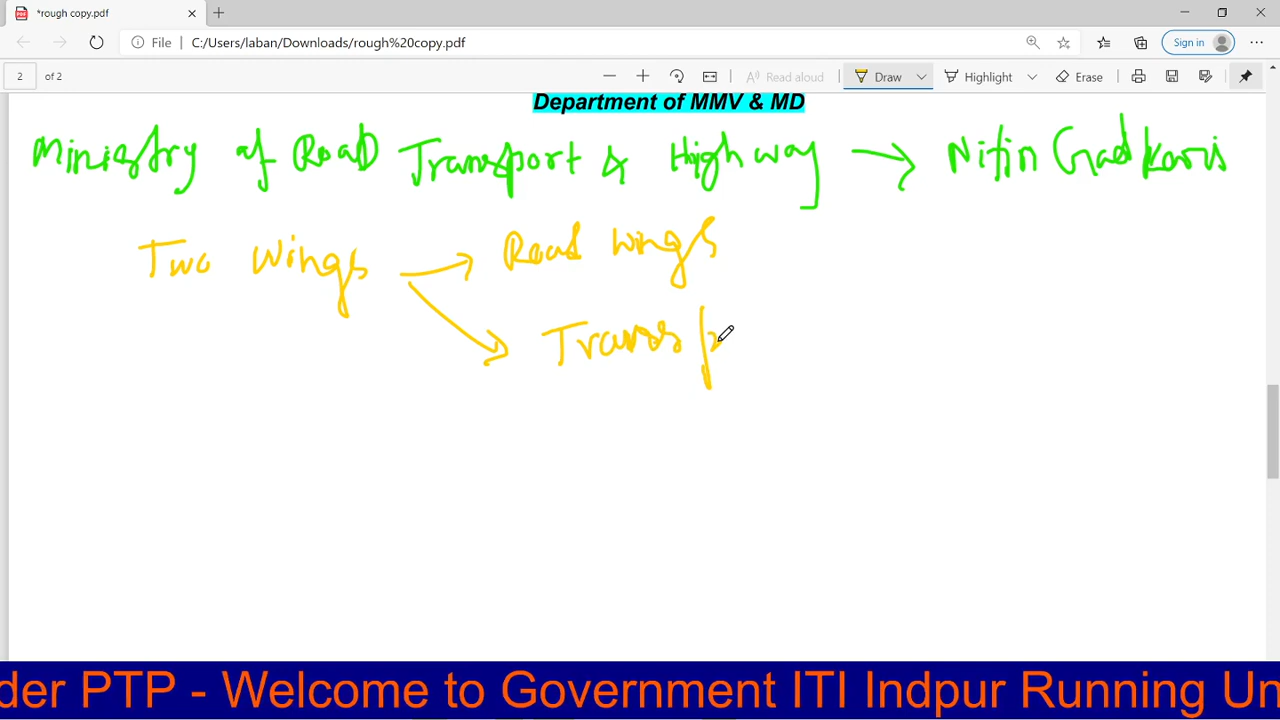 *rough copy.pdf
File C:/Users/laban/Downloads/rough%20copy.pdf Sign in
2 of 2 Read aloud Draw Highlight Erase
Department of MMV & MD
Ministry of Road Transport & Highway → Nitin Gadkaris
Two Wings → Road wings
→ Transp
der PTP - Welcome to Government ITI Indpur Running Un